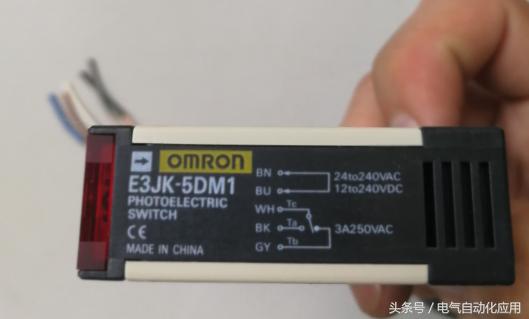 OMRON
E3JK-5DM1
PHOTOELECTRIC
SWITCH
CE
MADE IN CHINA
BN 24to240VAC
BU 12to240VDC
WH Tc
BK Ta 3A250VAC
GY Tb
头条号 / 电气自动化应用